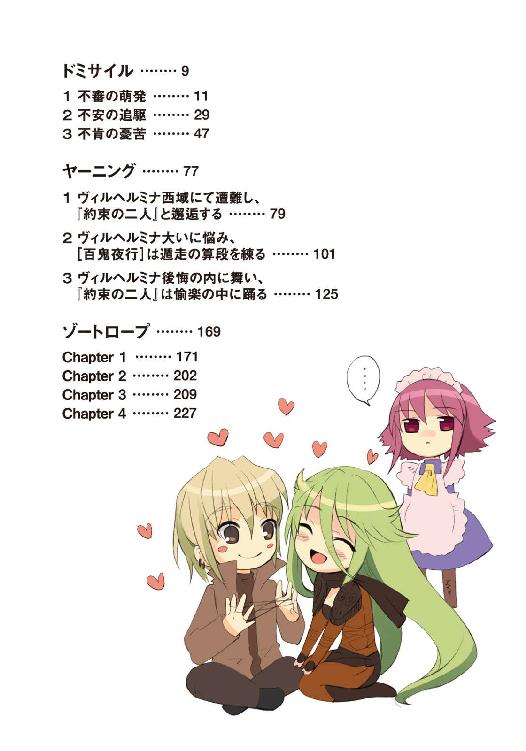 ドミサイル ……… 9
1 不審の萌発 ……… 11
2 不安の追駆 ……… 29
3 不肯の憂苦 ……… 47
ヤーニング ……… 77
1 ヴィルヘルミナ西域にて遭難し、
『約束の二人』と邂逅する ……… 79
2 ヴィルヘルミナ大いに悩み、
[百鬼夜行]は遁走の算段を練る ……… 101
3 ヴィルヘルミナ後悔の内に舞い、
『約束の二人』は愉楽の中に踊る ……… 125
ゾートロープ ……… 169
Chapter 1 ……… 171
Chapter 2 ……… 202
Chapter 3 ……… 209
Chapter 4 ……… 227
‥‥